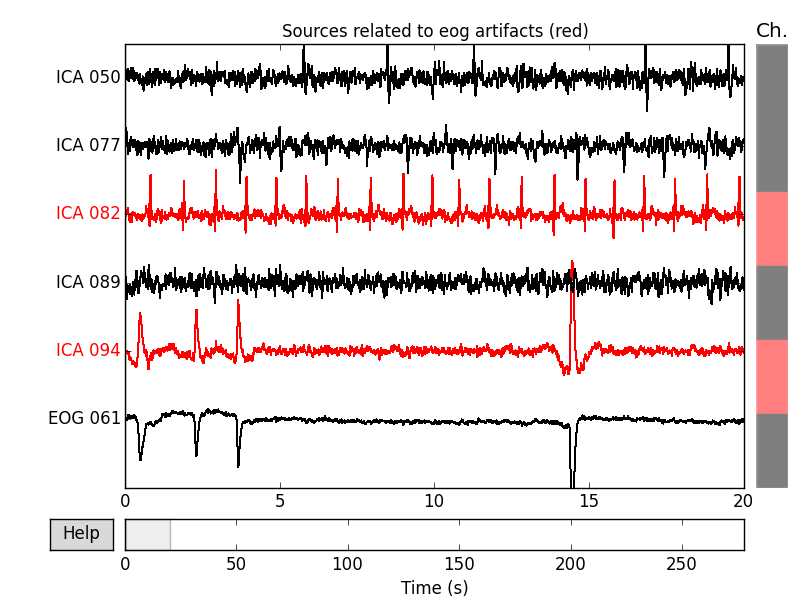 Sources related to eog artifacts (red)
Ch.
ICA 050
ICA 077
ICA 082
ICA 089
ICA 094
EOG 061
0 5 10 15 20
Help
0 50 100 150 200 250
Time (s)